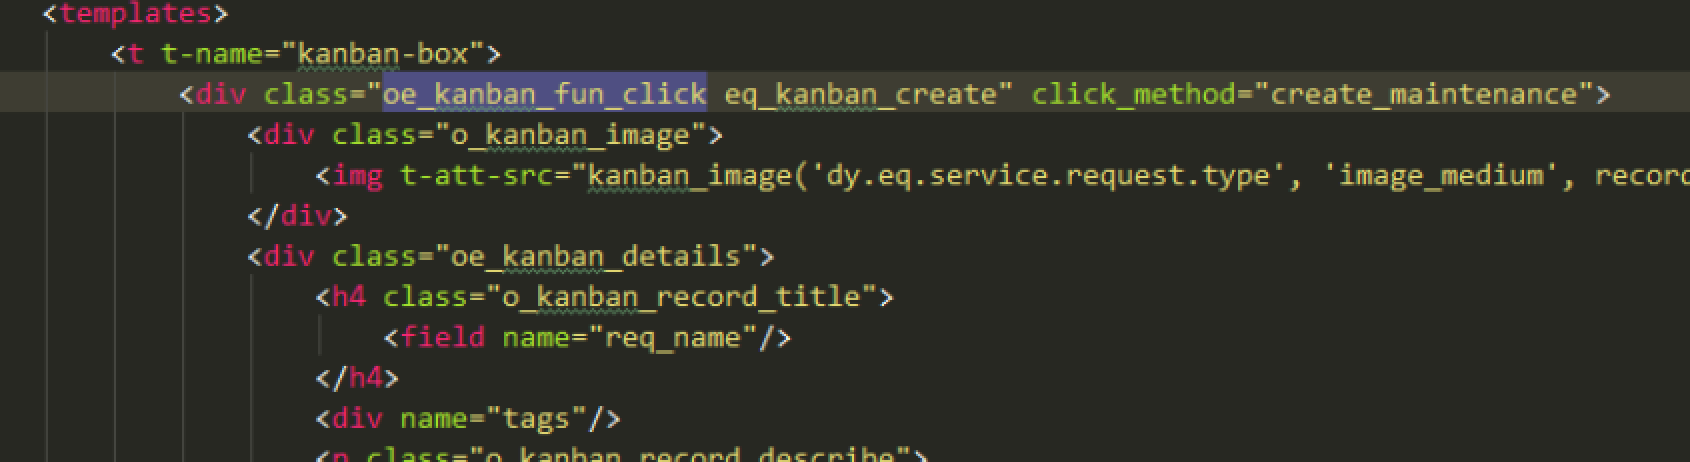 <templates>
<t t-name="kanban-box">
<div class="oe_kanban_fun_click eq_kanban_create" click_method="create_maintenance">
<div class="o_kanban_image">
<img t-att-src="kanban_image('dy.eq.service.request.type', 'image_medium', record
</div>
<div class="oe_kanban_details">
<h4 class="o_kanban_record_title">
<field name="req_name"/>
</h4>
<div name="tags"/>
<p class="o_kanban_record_describe">